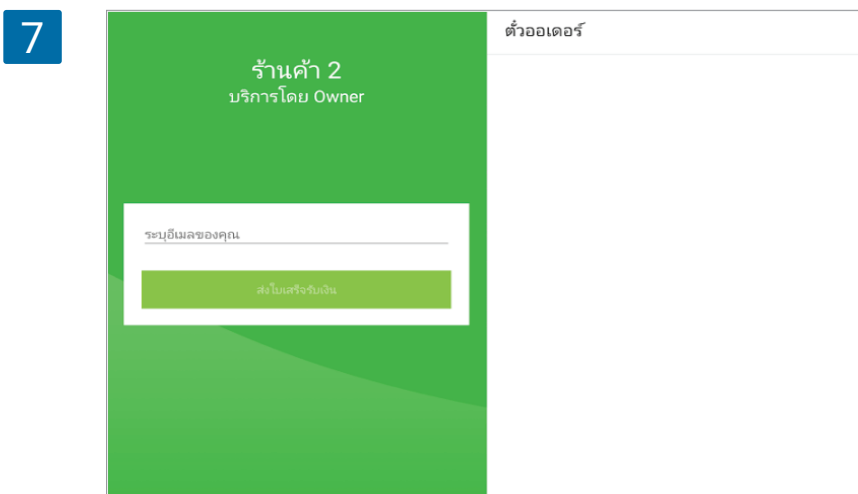 7
ร้านค้า 2
บริการโดย Owner
ระบุอีเมลของคุณ
ส่งใบเสร็จรับเงิน
ตั๋วออเดอร์